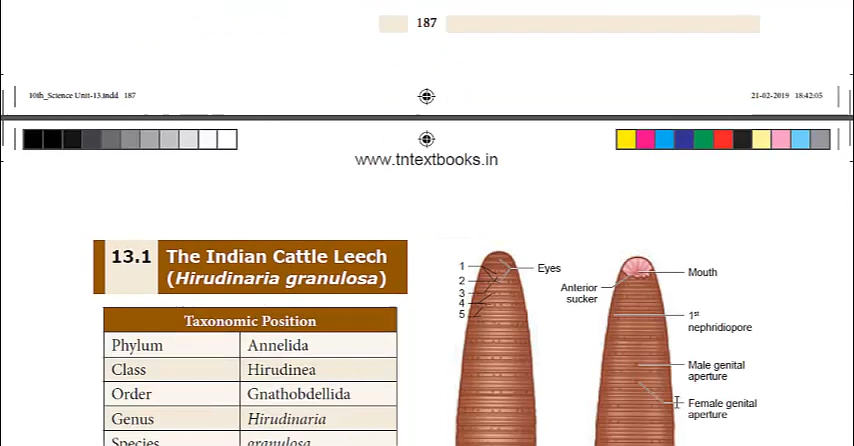 187
10th_Science Unit-13.indd 187
21-02-2019 18:42:05
www.tntextbooks.in
13.1 The Indian Cattle Leech
(Hirudinaria granulosa)
Taxonomic Position
Phylum Annelida
Class Hirudinea
Order Gnathobdellida
Genus Hirudinaria
Species granulosa
1
2
3
4
5
Eyes
Mouth
Anterior
sucker
1st
nephridiopore
Male genital
aperture
Female genital
aperture